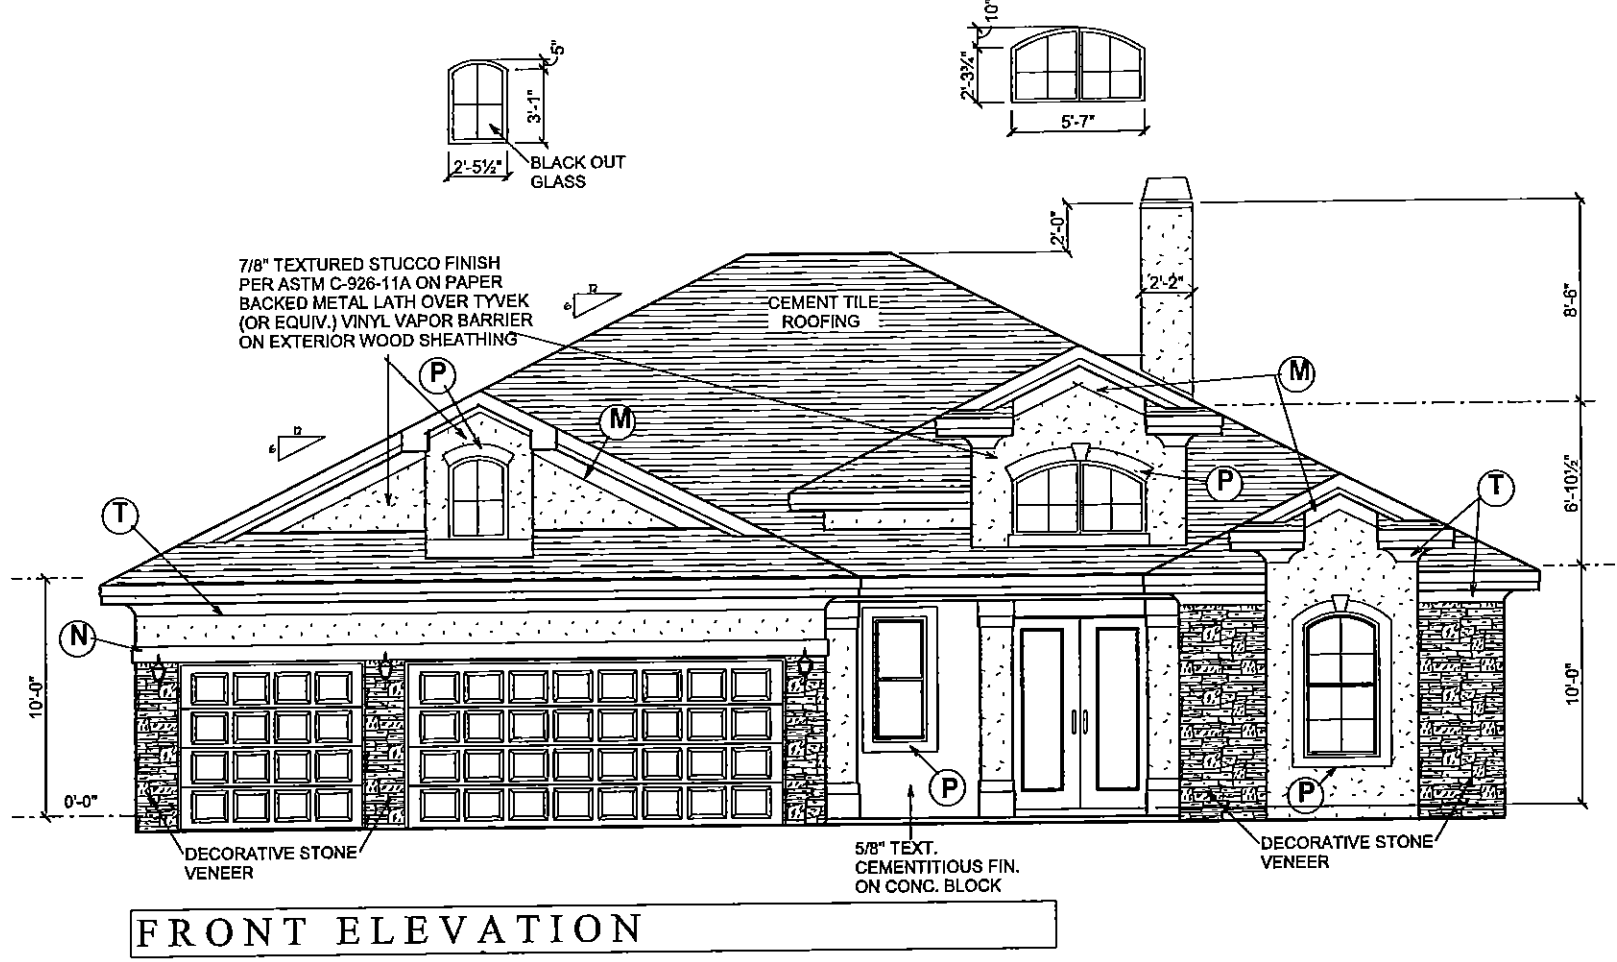 10"
5"
2'-3¾"
3'-1"
5'-7"
2'-5½"
BLACK OUT
GLASS
2'-0"
7/8" TEXTURED STUCCO FINISH
PER ASTM C-926-11A ON PAPER
BACKED METAL LATH OVER TYVEK
(OR EQUIV.) VINYL VAPOR BARRIER
ON EXTERIOR WOOD SHEATHING
12
6
CEMENT TILE
ROOFING
2'-2"
8'-6"
P
M
M
12
6
P
T
T
6'-10½"
N
10'-0"
10'-0"
0'-0"
P
P
DECORATIVE STONE
VENEER
5/8" TEXT.
CEMENTITIOUS FIN.
ON CONC. BLOCK
DECORATIVE STONE
VENEER
FRONT ELEVATION